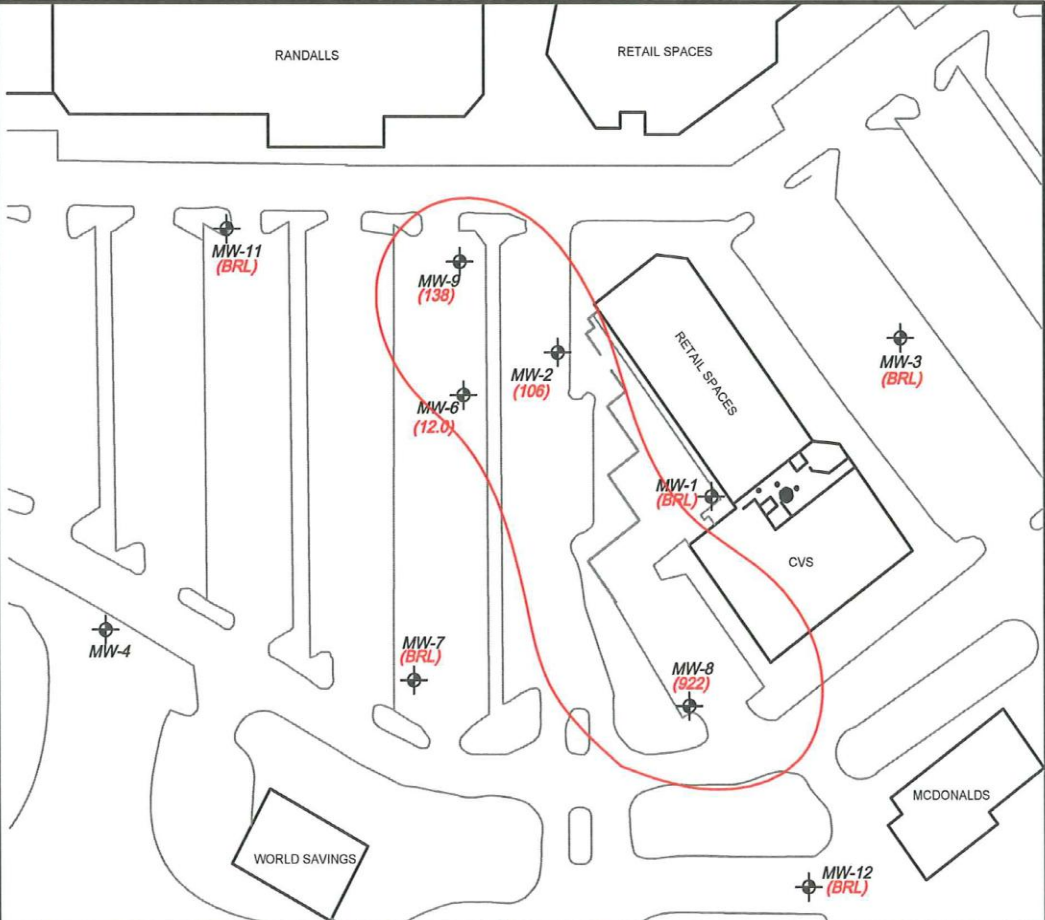 RANDALLS
RETAIL SPACES
MW-11
(BRL)
MW-9
(138)
MW-2
(106)
MW-6
(12.0)
RETAIL SPACES
MW-3
(BRL)
MW-1
(BRL)
CVS
MW-4
MW-7
(BRL)
MW-8
(922)
MCDONALDS
WORLD SAVINGS
MW-12
(BRL)